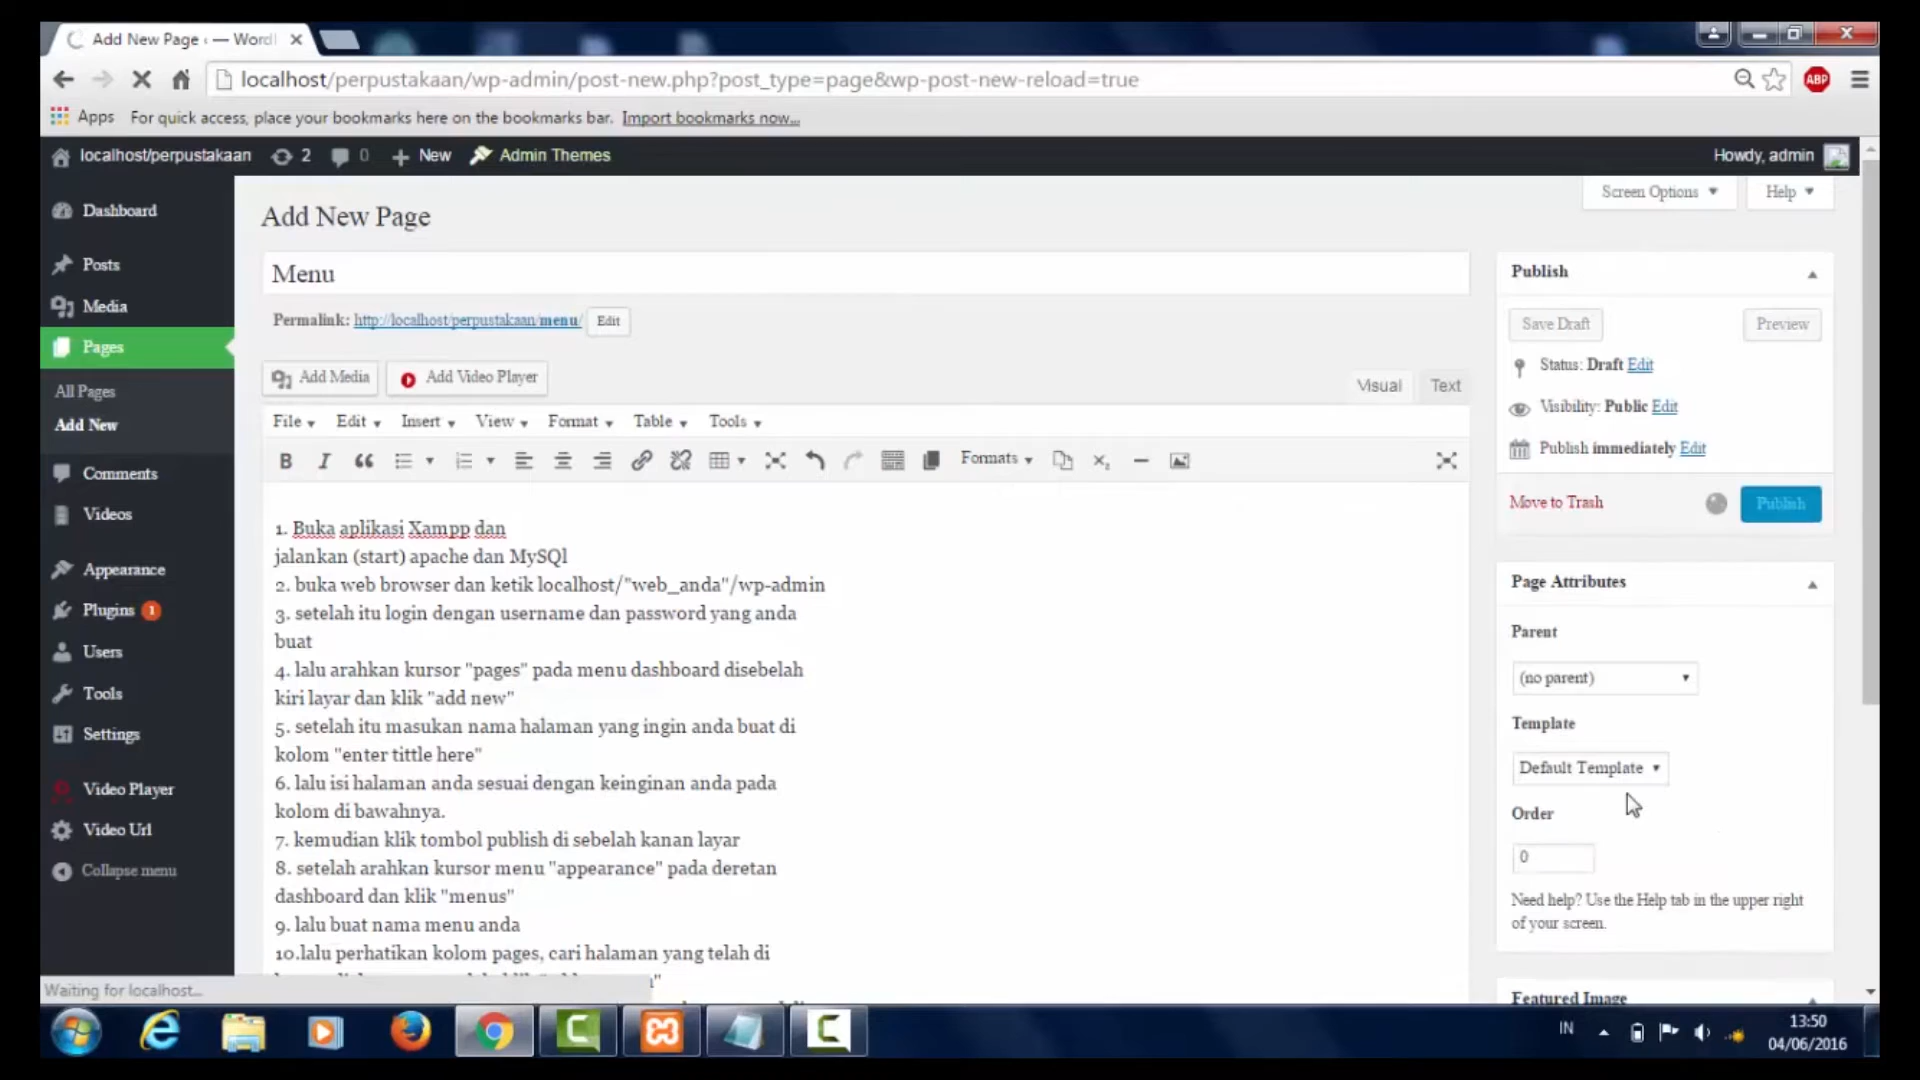 Add New Page ‹ — Word
localhost/perpustakaan/wp-admin/post-new.php?post_type=page&wp-post-new-reload=true
ABP
Apps For quick access, place your bookmarks here on the bookmarks bar. Import bookmarks now...
localhost/perpustakaan 2 0 New Admin Themes Howdy, admin
Screen Options Help
Dashboard
Posts
Media
Pages
All Pages
Add New
Comments
Videos
Appearance
Plugins 1
Users
Tools
Settings
Video Player
Video Url
Collapse menu
Add New Page
Menu
Permalink: http://localhost/perpustakaan/menu/ Edit
Add Media Add Video Player
Visual Text
File Edit Insert View Format Table Tools
Formats
1. Buka aplikasi Xampp dan
jalankan (start) apache dan MySQl
2. buka web browser dan ketik localhost/"web_anda"/wp-admin
3. setelah itu login dengan username dan password yang anda
buat
4. lalu arahkan kursor "pages" pada menu dashboard disebelah
kiri layar dan klik "add new"
5. setelah itu masukan nama halaman yang ingin anda buat di
kolom "enter tittle here"
6. lalu isi halaman anda sesuai dengan keinginan anda pada
kolom di bawahnya.
7. kemudian klik tombol publish di sebelah kanan layar
8. setelah arahkan kursor menu "appearance" pada deretan
dashboard dan klik "menus"
9. lalu buat nama menu anda
10.lalu perhatikan kolom pages, cari halaman yang telah di
Publish
Save Draft Preview
Status: Draft Edit
Visibility: Public Edit
Publish immediately Edit
Move to Trash Publish
Page Attributes
Parent
(no parent)
Template
Default Template
Order
0
Need help? Use the Help tab in the upper right
of your screen.
Featured Image
Waiting for localhost...
IN
13:50
04/06/2016